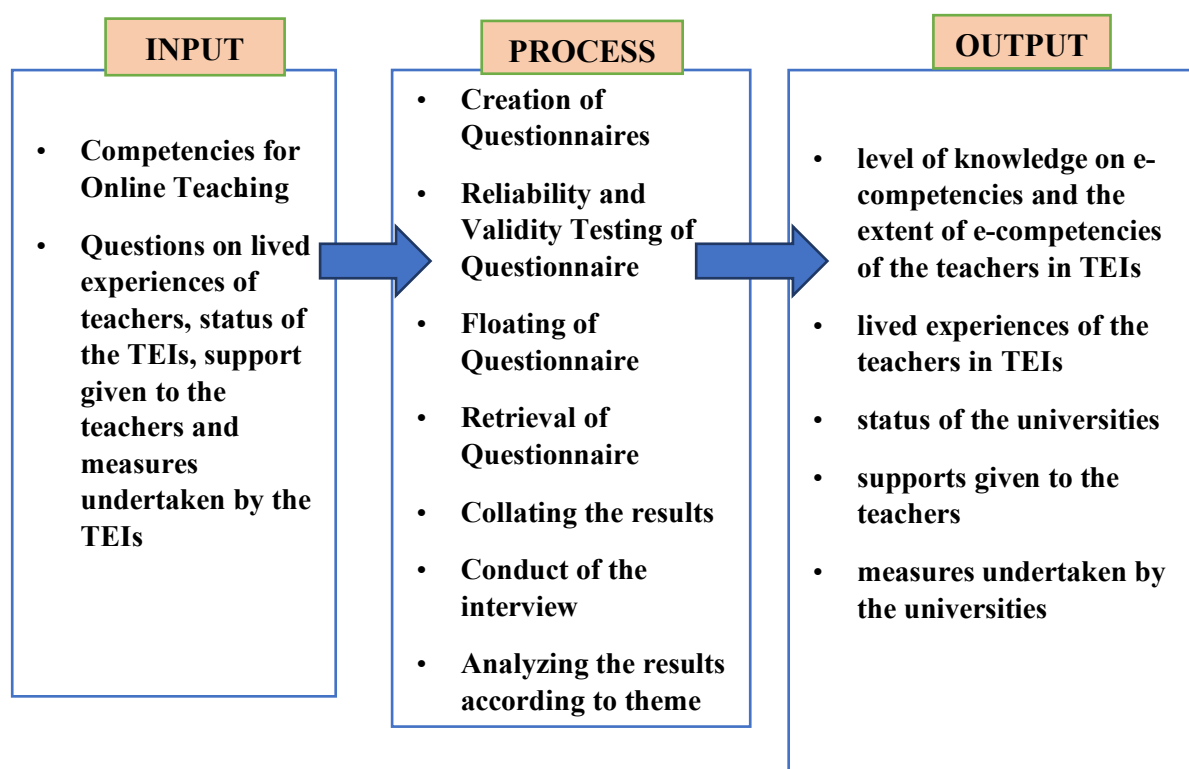 INPUT
• Competencies for
Online Teaching
• Questions on lived
experiences of
teachers, status of
the TEIs, support
given to the
teachers and
measures
undertaken by the
TEIs
PROCESS
• Creation of
Questionnaires
• Reliability and
Validity Testing of
Questionnaire
• Floating of
Questionnaire
• Retrieval of
Questionnaire
• Collating the results
• Conduct of the
interview
• Analyzing the results
according to theme
OUTPUT
• level of knowledge on e-
competencies and the
extent of e-competencies
of the teachers in TEIs
• lived experiences of the
teachers in TEIs
• status of the universities
• supports given to the
teachers
• measures undertaken by
the universities